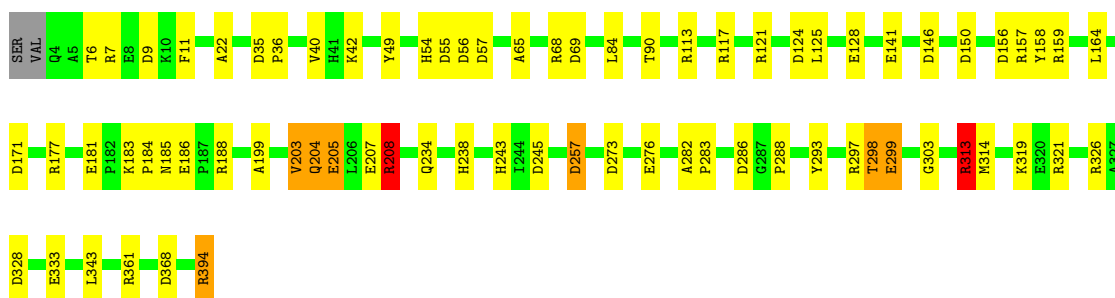 SER VAL Q4 A5 T6 R7 E8 D9 K10 F11 A22 D35 P36 V40 H41 K42 Y49 H54 D55 D56 D57 A65 R68 D69 L84 T90 R113 R117 R121 D124 L125 E128 E141 D146 D150 D156 R157 Y158 R159 L164
D171 R177 E181 P182 K183 P184 N185 E186 P187 R188 A199 V203 Q204 E205 L206 E207 R208 Q234 H238 H243 I244 D245 D257 D273 E276 A282 P283 D286 G287 P288 Y293 R297 T298 E299 G303 R313 M314 K319 E320 R321 R326 A327
D328 E333 L343 R361 D368 R394